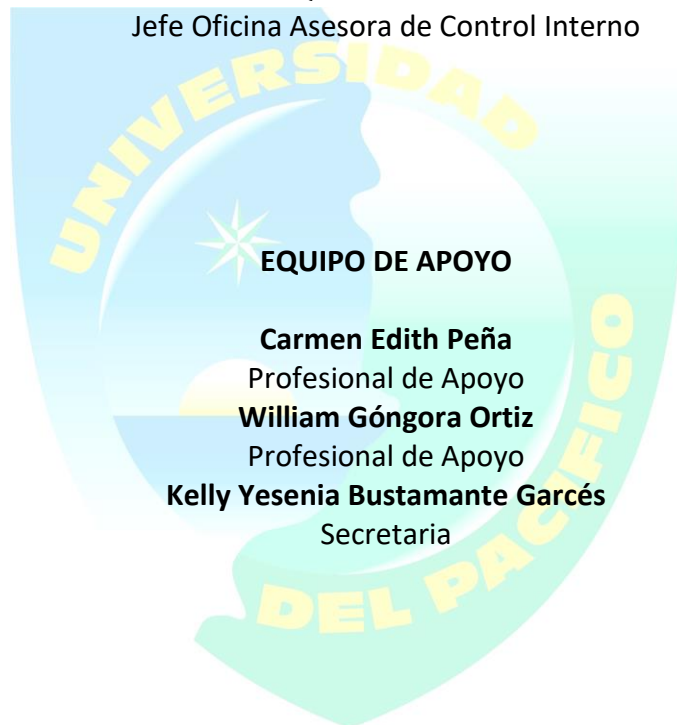 Jefe Oficina Asesora de Control Interno
UNIVERSIDAD
EQUIPO DE APOYO
Carmen Edith Peña
Profesional de Apoyo
William Góngora Ortiz
Profesional de Apoyo
Kelly Yesenia Bustamante Garcés
Secretaria
DEL PACIFICO